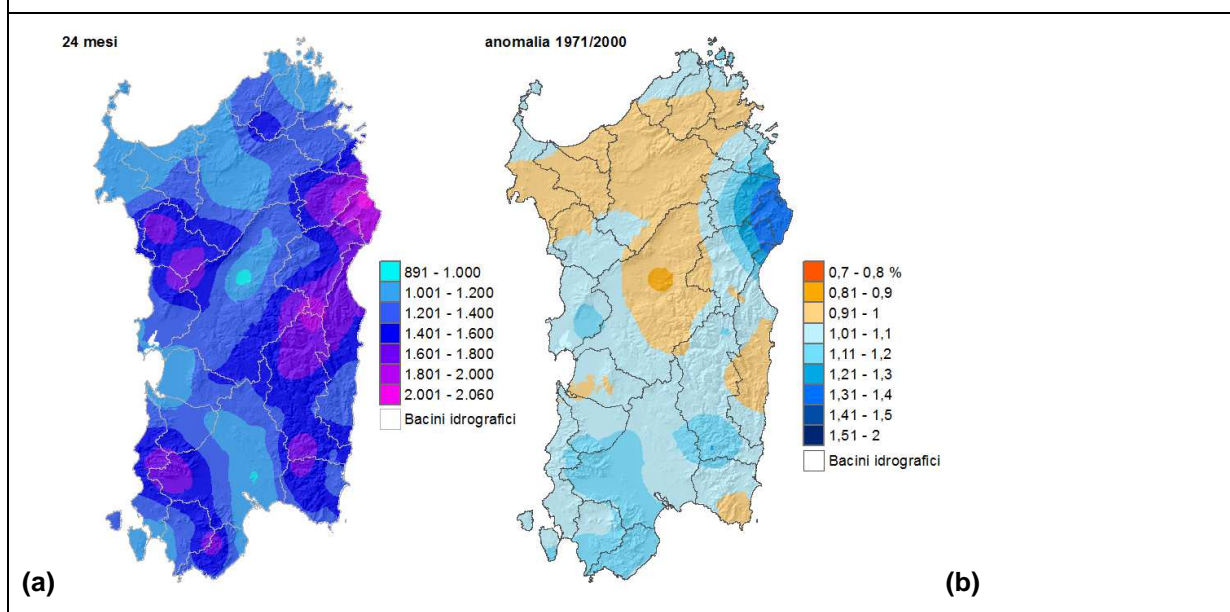 24 mesi
anomalia 1971/2000
891 - 1.000
1.001 - 1.200
1.201 - 1.400
1.401 - 1.600
1.601 - 1.800
1.801 - 2.000
2.001 - 2.060
Bacini idrografici
0,7 - 0,8 %
0,81 - 0,9
0,91 - 1
1,01 - 1,1
1,11 - 1,2
1,21 - 1,3
1,31 - 1,4
1,41 - 1,5
1,51 - 2
Bacini idrografici
(a)
(b)